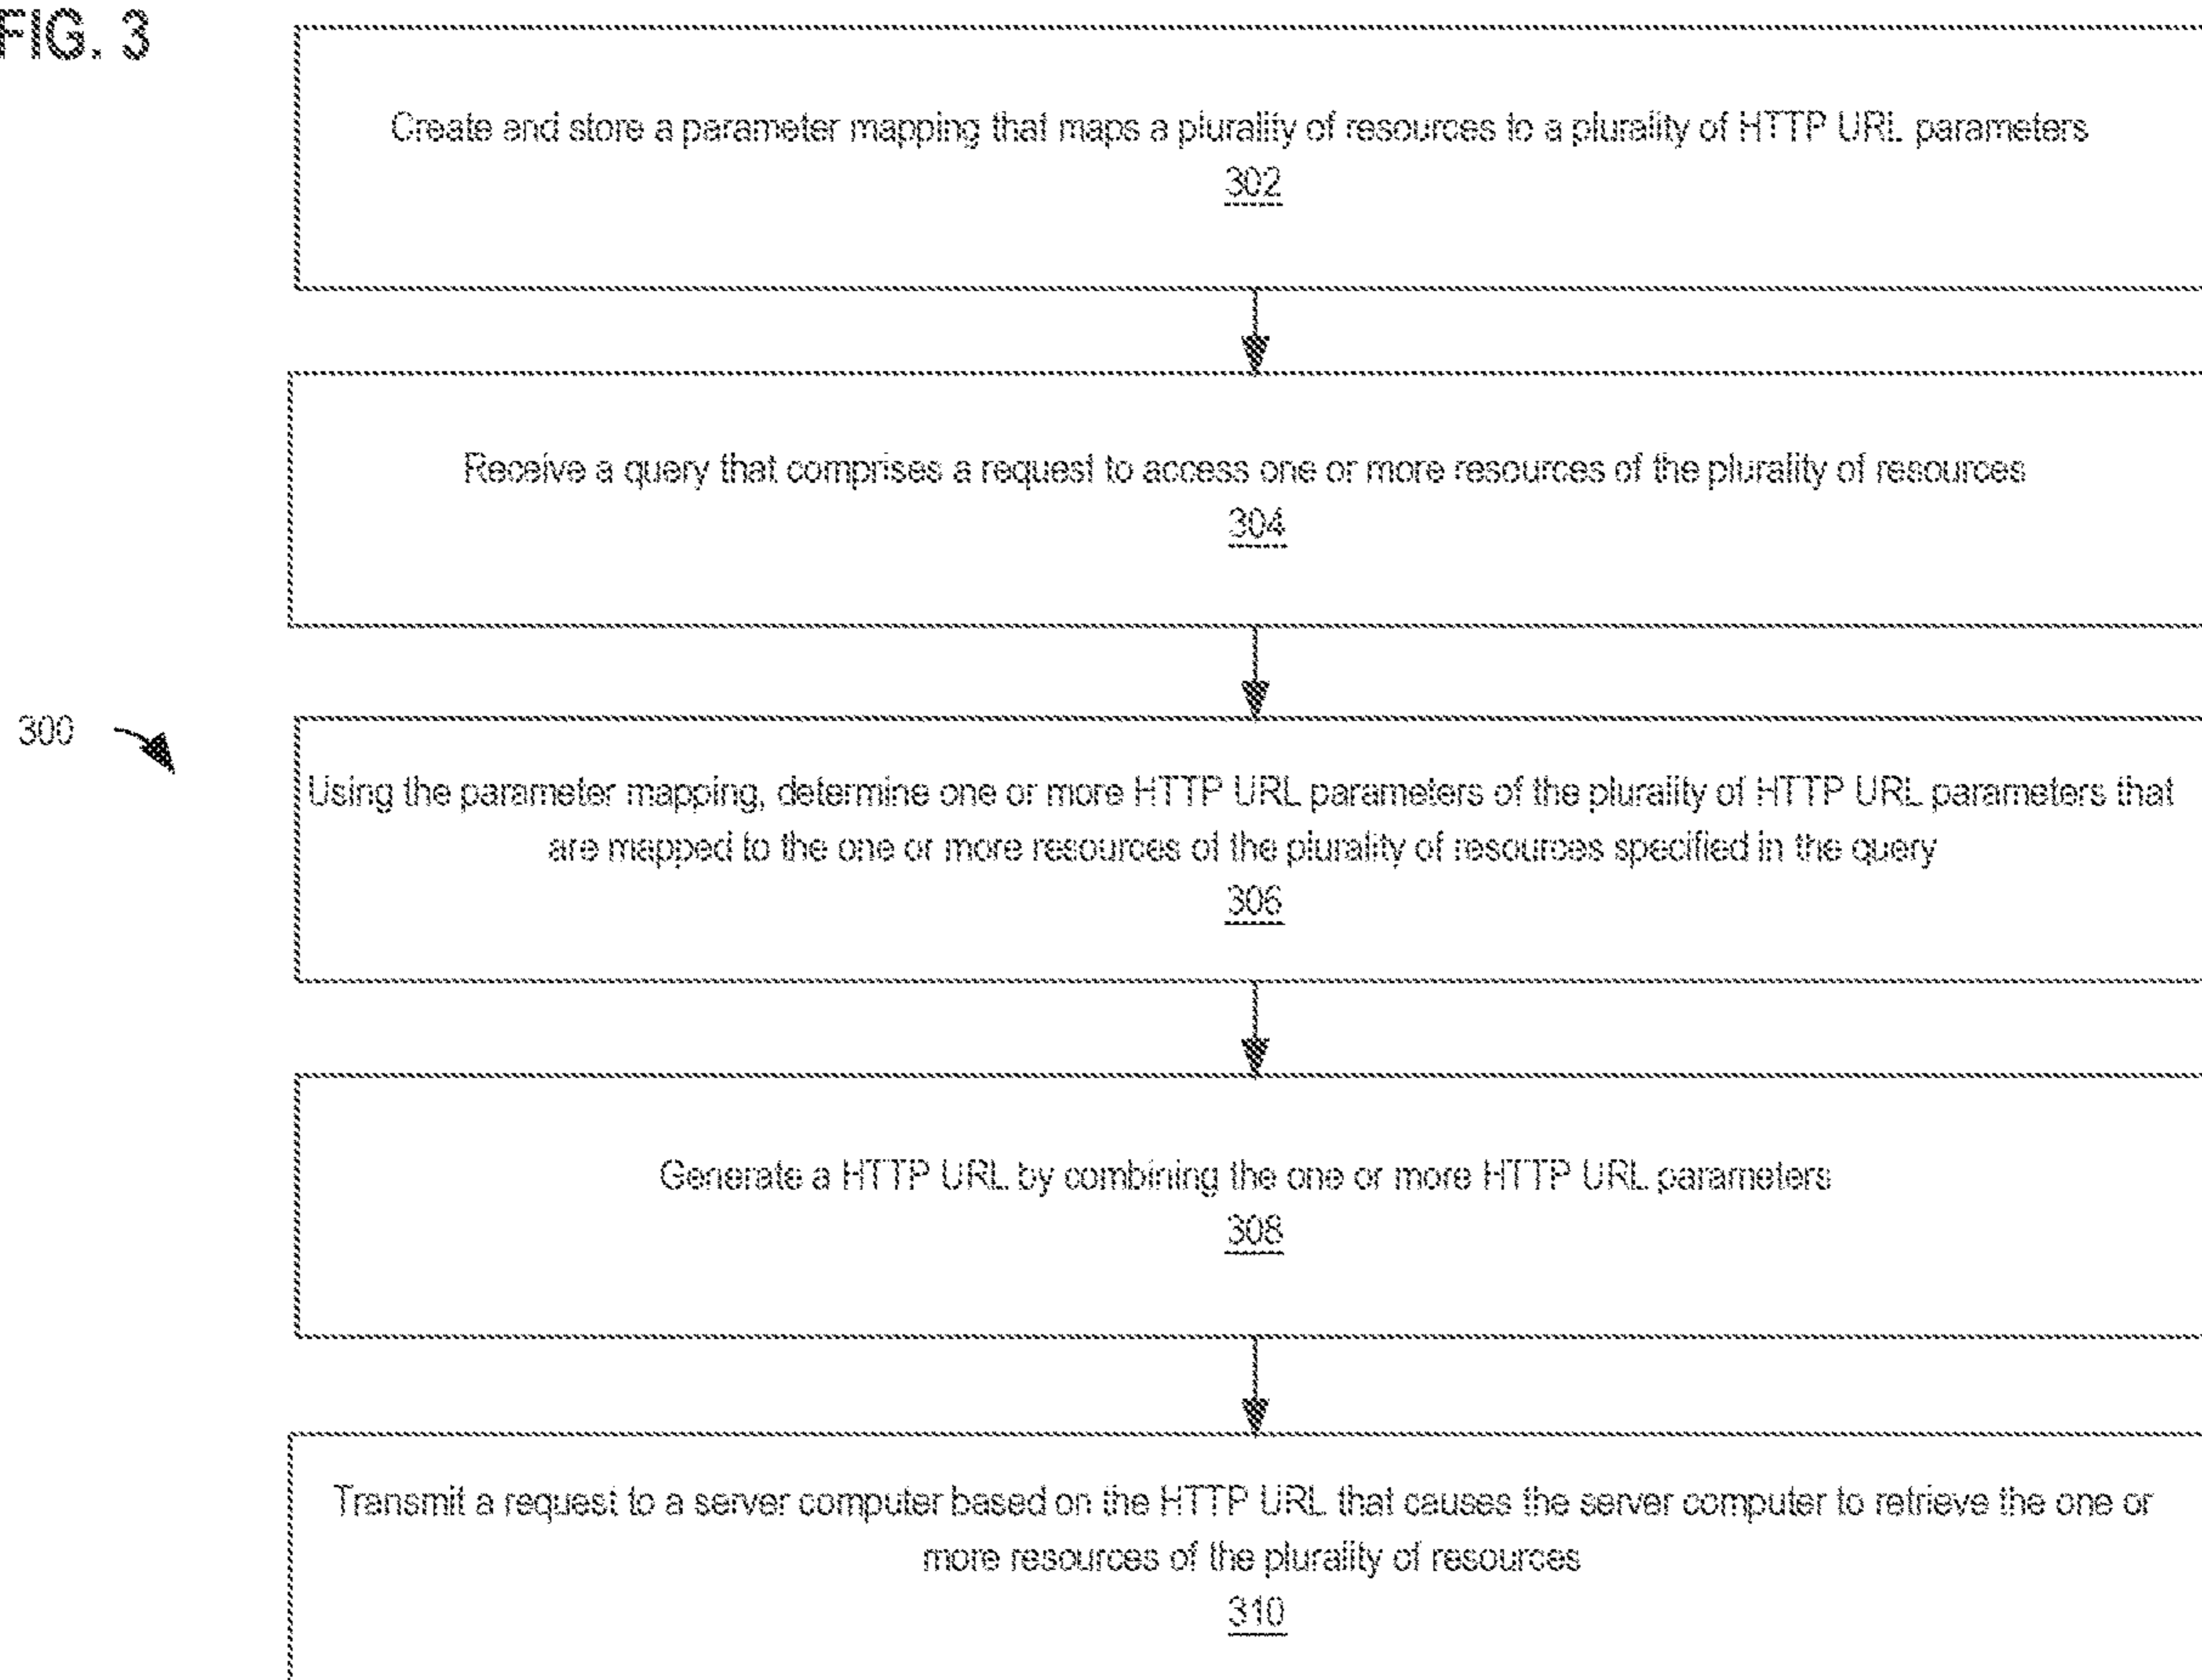 FIG. 3
Create and store a parameter mapping that maps a plurality of resources to a plurality of HTTP URL parameters
302
Receive a query that comprises a request to access one or more resources of the plurality of resources
304
300
Using the parameter mapping, determine one or more HTTP URL parameters of the plurality of HTTP URL parameters that
are mapped to the one or more resources of the plurality of resources specified in the query
306
Generate a HTTP URL by combining the one or more HTTP URL parameters
308
Transmit a request to a server computer based on the HTTP URL that causes the server computer to retrieve the one or
more resources of the plurality of resources
310